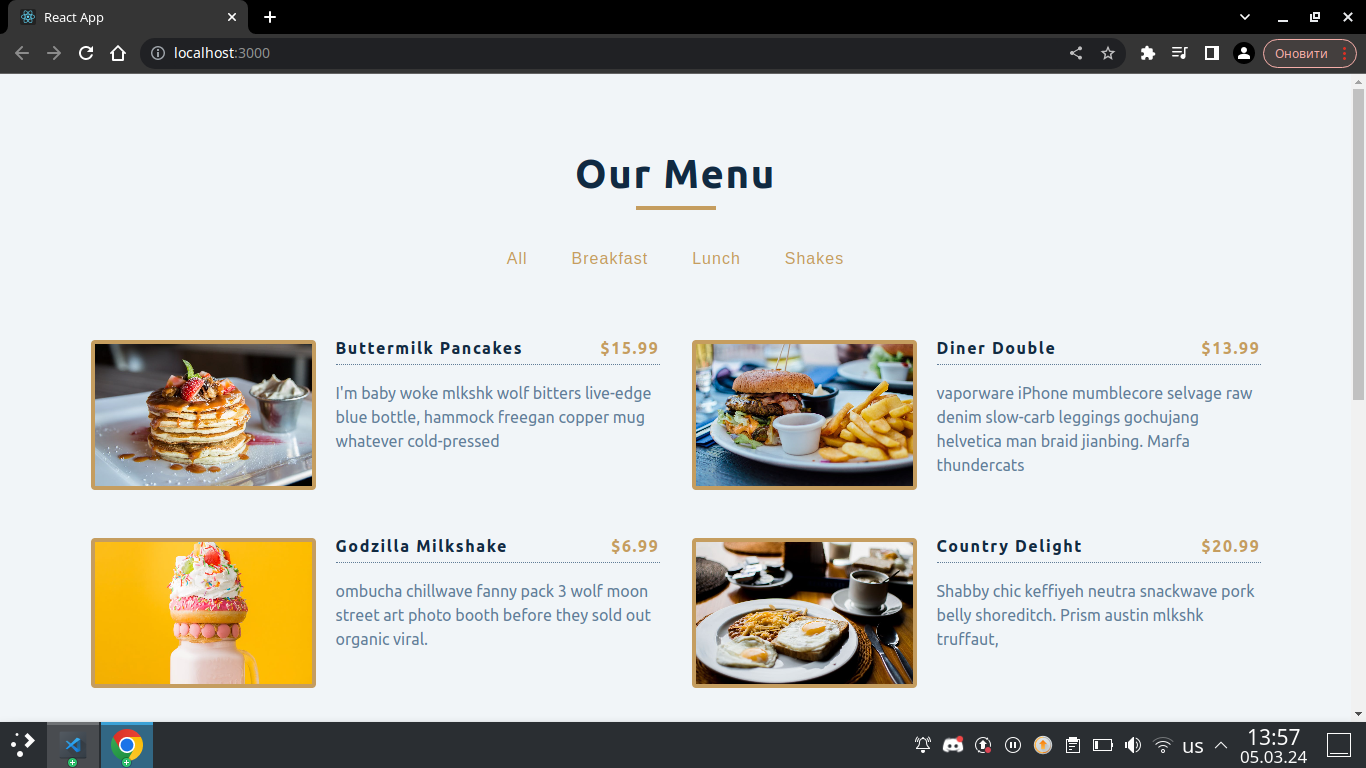 React App
localhost:3000
Оновити
Our Menu
All Breakfast Lunch Shakes
Buttermilk Pancakes $15.99
I'm baby woke mlkshk wolf bitters live-edge
blue bottle, hammock freegan copper mug
whatever cold-pressed
Diner Double $13.99
vaporware iPhone mumblecore selvage raw
denim slow-carb leggings gochujang
helvetica man braid jianbing. Marfa
thundercats
Godzilla Milkshake $6.99
ombucha chillwave fanny pack 3 wolf moon
street art photo booth before they sold out
organic viral.
Country Delight $20.99
Shabby chic keffiyeh neutra snackwave pork
belly shoreditch. Prism austin mlkshk
truffaut,
us
13:57
05.03.24